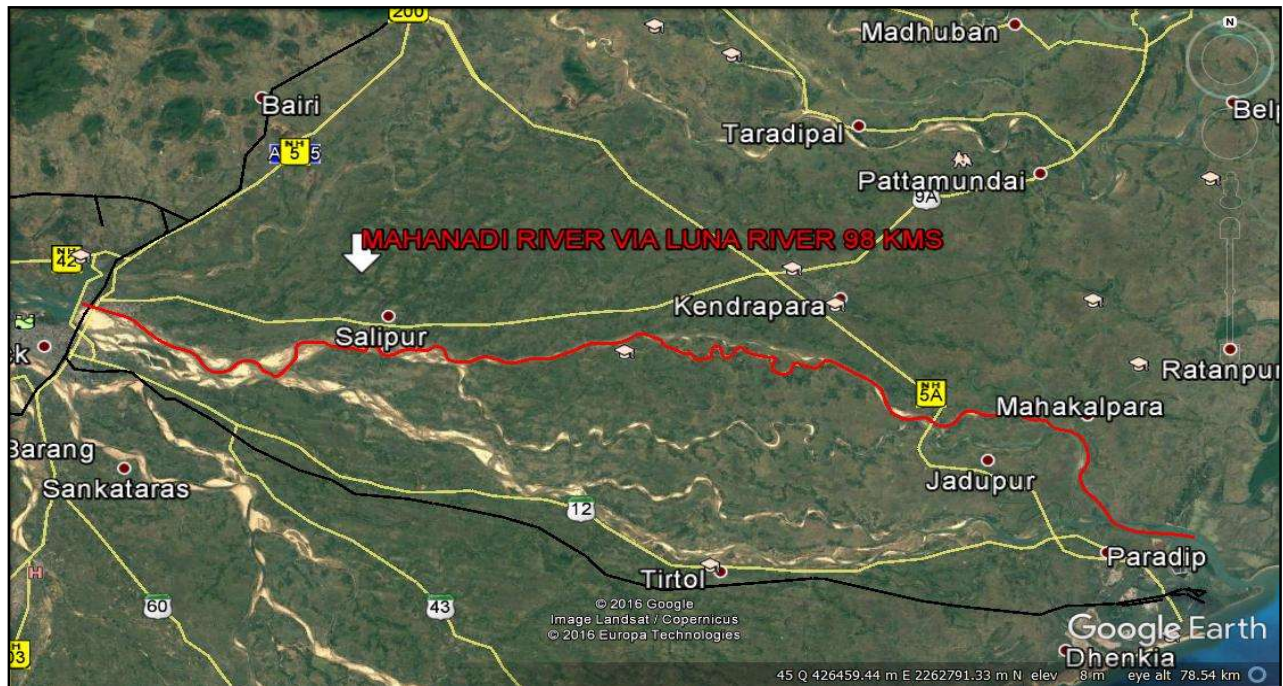 200
N
Madhuban
Bairi
Belp
Taradipal
A NH 5 5
Pattamundai
9A
MAHANADI RIVER VIA LUNA RIVER 98 KMS
NH 42
Kendrapara
Salipur
ck
Ratanpur
NH 5A
Mahakalpara
Barang
Sankataras
Jadupur
12
Paradip
Tirtol
H
60
43
© 2016 Google
Image Landsat / Copernicus
© 2016 Europa Technologies
Google Earth
H
03
Dhenkia
45 Q 426459.44 m E 2262791.33 m N elev 8 m eye alt 78.54 km